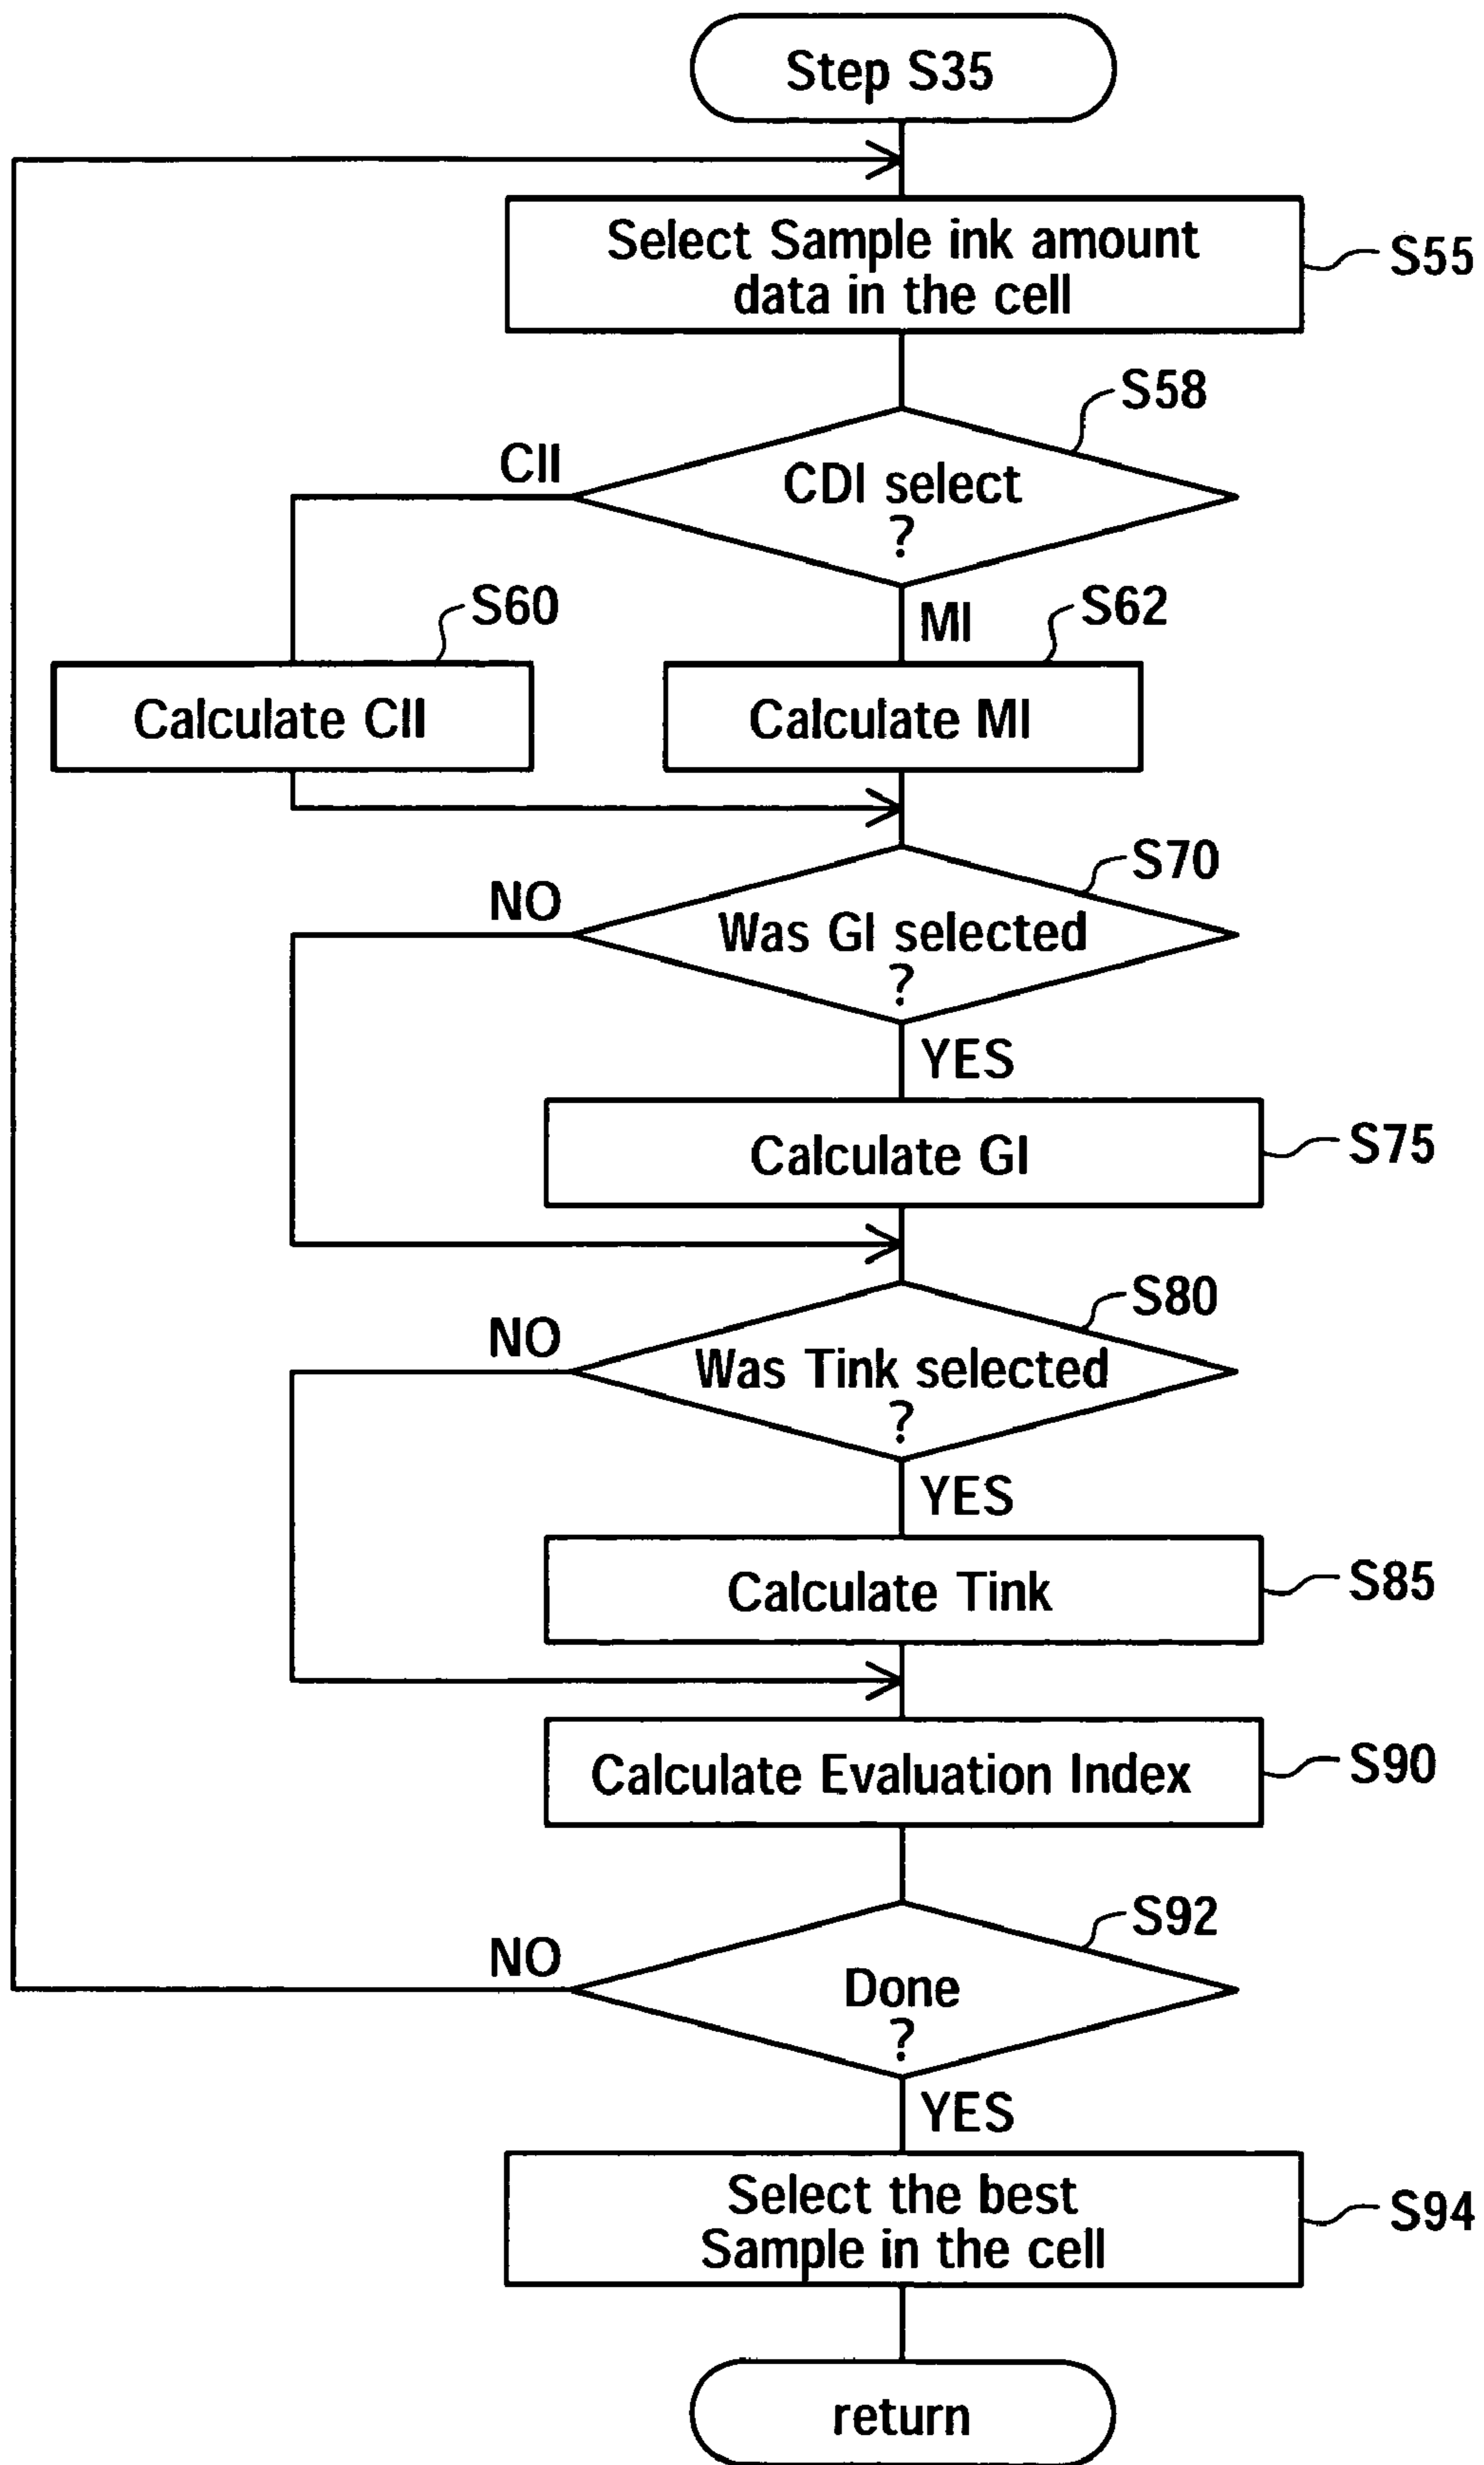 Step S35
Select Sample ink amount
data in the cell
S55
S58
CII
CDI select
?
S60
MI
S62
Calculate CII
Calculate MI
S70
NO
Was GI selected
?
YES
Calculate GI
S75
S80
NO
Was Tink selected
?
YES
Calculate Tink
S85
Calculate Evaluation Index
S90
S92
NO
Done
?
YES
Select the best
Sample in the cell
S94
return